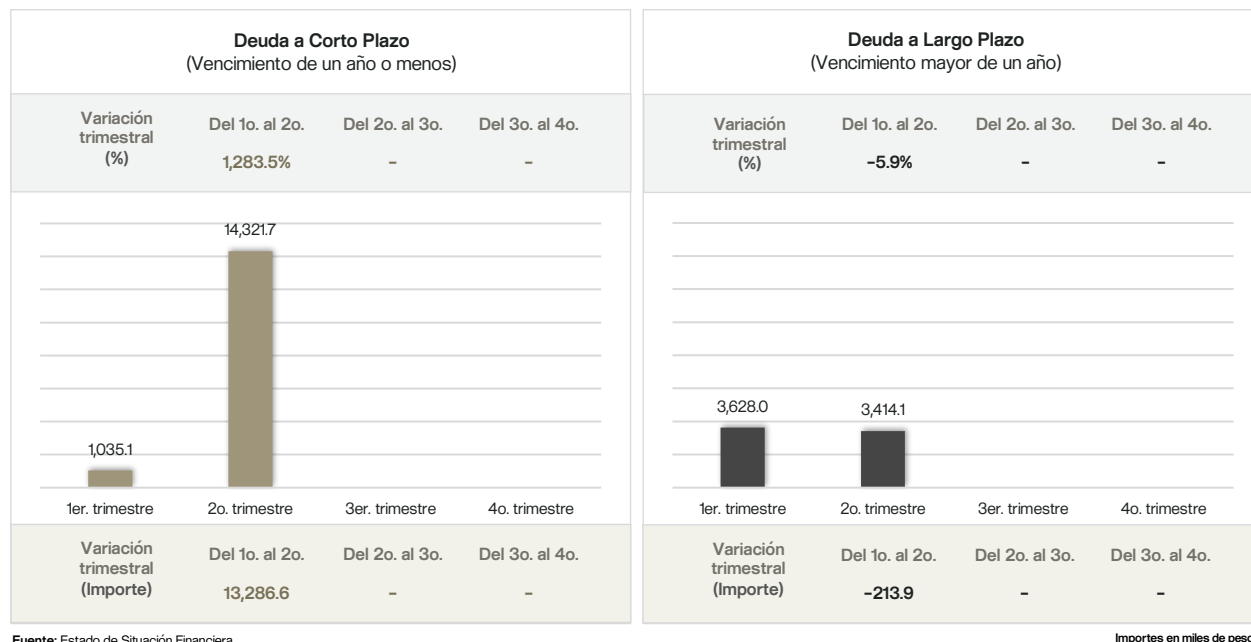 Deuda a Corto Plazo
(Vencimiento de un año o menos)
Variación
trimestral
(%)
Del 1o. al 2o.
Del 2o. al 3o.
Del 3o. al 4o.
1,283.5%
–
–
14,321.7
1,035.1
1er. trimestre
2o. trimestre
3er. trimestre
4o. trimestre
Variación
trimestral
(Importe)
Del 1o. al 2o.
Del 2o. al 3o.
Del 3o. al 4o.
13,286.6
–
–
Deuda a Largo Plazo
(Vencimiento mayor de un año)
Variación
trimestral
(%)
Del 1o. al 2o.
Del 2o. al 3o.
Del 3o. al 4o.
–5.9%
–
–
3,628.0
3,414.1
1er. trimestre
2o. trimestre
3er. trimestre
4o. trimestre
Variación
trimestral
(Importe)
Del 1o. al 2o.
Del 2o. al 3o.
Del 3o. al 4o.
–213.9
–
–
Fuente: Estado de Situación Financiera
Importes en miles de